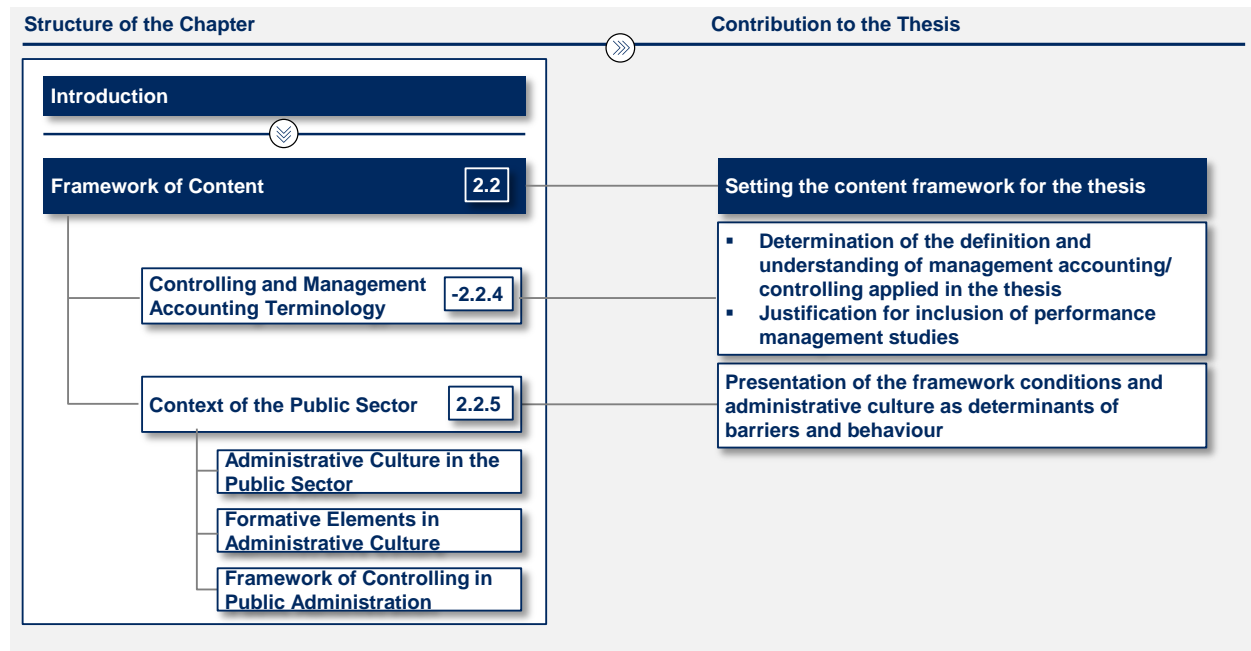 Structure of the Chapter
Contribution to the Thesis
Introduction
Framework of Content
2.2
Setting the content framework for the thesis
Controlling and Management
Accounting Terminology
-2.2.4
▪ Determination of the definition and
understanding of management accounting/
controlling applied in the thesis
▪ Justification for inclusion of performance
management studies
Context of the Public Sector
2.2.5
Presentation of the framework conditions and
administrative culture as determinants of
barriers and behaviour
Administrative Culture in the
Public Sector
Formative Elements in
Administrative Culture
Framework of Controlling in
Public Administration